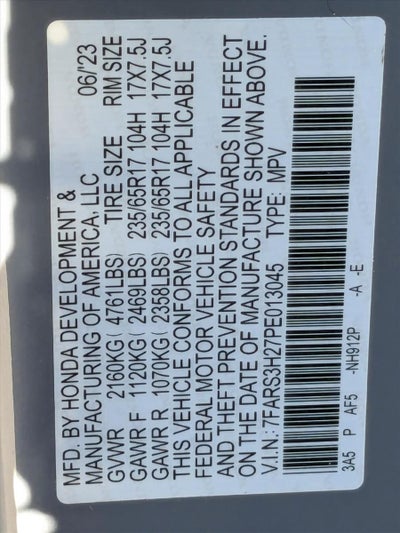 MFD. BY HONDA DEVELOPMENT & 06/23
MANUFACTURING OF AMERICA, LLC
GVWR 2160KG( 4761LBS) TIRE SIZE RIM SIZE
GAWR F 1120KG( 2469LBS) 235/65R17 104H 17X7.5J
GAWR R 1070KG( 2358LBS) 235/65R17 104H 17X7.5J
THIS VEHICLE CONFORMS TO ALL APPLICABLE
FEDERAL MOTOR VEHICLE SAFETY
AND THEFT PREVENTION STANDARDS IN EFFECT
ON THE DATE OF MANUFACTURE SHOWN ABOVE.
V.I.N.: 7FARS3H27PE013045 TYPE: MPV
3A5 P AF5 -NH912P -A -E